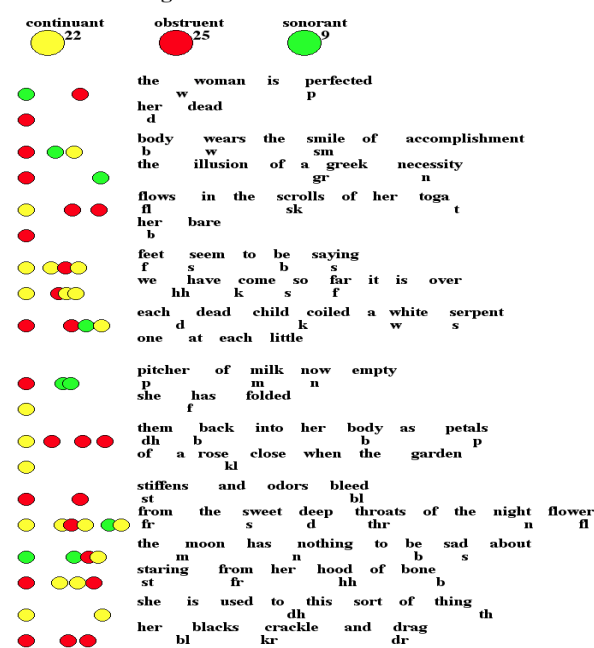 continuant obstruent sonorant
22 25 9
the woman is perfected
w p
her dead
d
body wears the smile of accomplishment
b w sm
the illusion of a greek necessity
gr n
flows in the scrolls of her toga
fl sk t
her bare
b
feet seem to be saying
f s b s
we have come so far it is over
hh k s f
each dead child coiled a white serpent
d k w s
one at each little
pitcher of milk now empty
p m n
she has folded
f
them back into her body as petals
dh b b p
of a rose close when the garden
kl
stiffens and odors bleed
st bl
from the sweet deep throats of the night flower
fr s d thr n fl
the moon has nothing to be sad about
m n b s
staring from her hood of bone
st fr hh b
she is used to this sort of thing
dh th
her blacks crackle and drag
bl kr dr